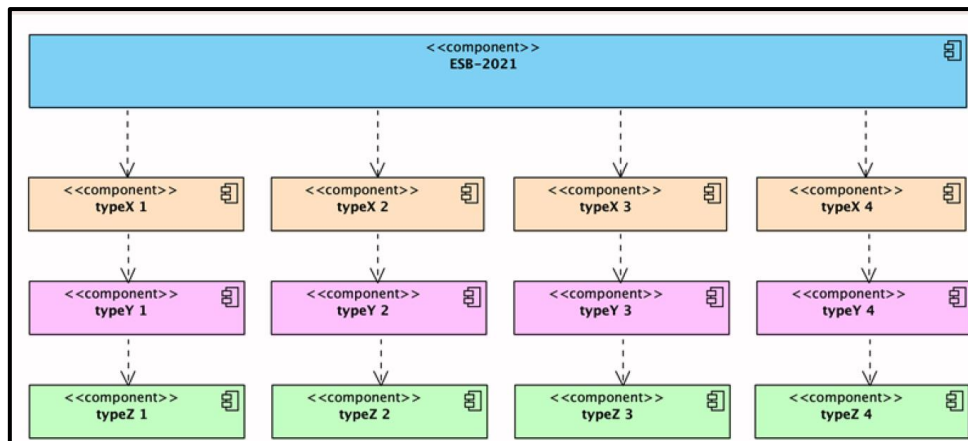 <<component>>
ESB-2021
<<component>>
typeX 1
<<component>>
typeX 2
<<component>>
typeX 3
<<component>>
typeX 4
<<component>>
typeY 1
<<component>>
typeY 2
<<component>>
typeY 3
<<component>>
typeY 4
<<component>>
typeZ 1
<<component>>
typeZ 2
<<component>>
typeZ 3
<<component>>
typeZ 4